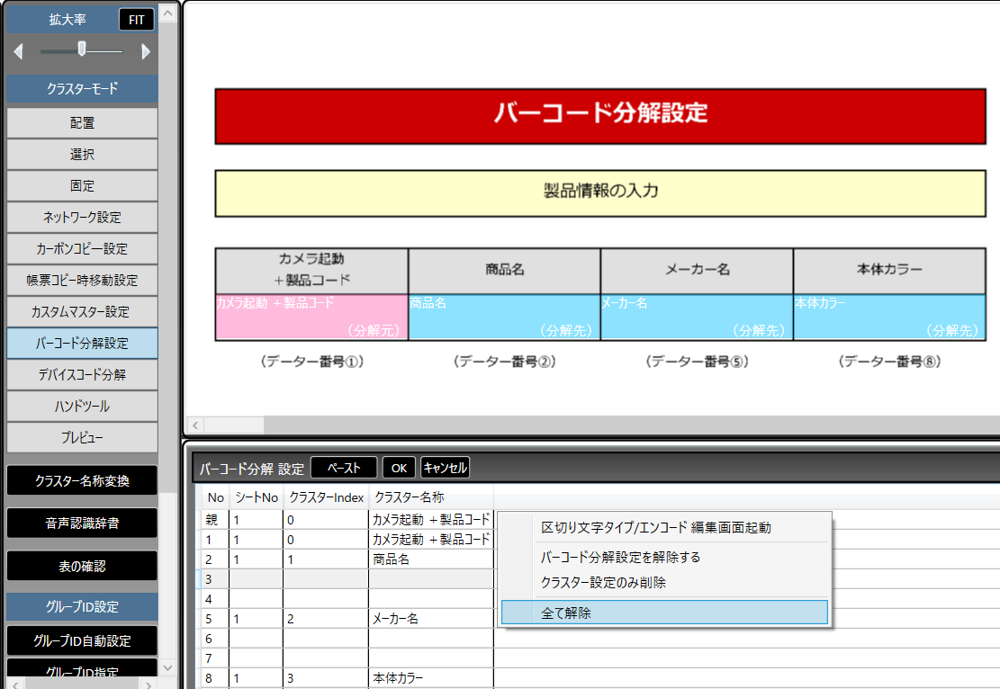 拡大率 FIT
クラスターモード
配置
選択
固定
ネットワーク設定
カーボンコピー設定
帳票コピー時移動設定
カスタムマスター設定
バーコード分解設定
デバイスコード分解
ハンドツール
プレビュー
クラスター名称変換
音声認識辞書
表の確認
グループID設定
グループID自動設定
グループID指定
バーコード分解設定
製品情報の入力
カメラ起動
＋製品コード
商品名
メーカー名
本体カラー
カメラ起動 ＋製品コード 商品名 メーカー名 本体カラー
（分解元） （分解先） （分解先） （分解先）
（データー番号①） （データー番号②） （データー番号⑤） （データー番号⑧）
バーコード分解 設定 ペースト OK キャンセル
No シートNo クラスターIndex クラスター名称
親 1 0 カメラ起動 ＋製品コード
1 1 0 カメラ起動 ＋製品コード
2 1 1 商品名
3
4
5 1 2 メーカー名
6
7
8 1 3 本体カラー
区切り文字タイプ/エンコード 編集画面起動
バーコード分解設定を解除する
クラスター設定のみ削除
全て解除